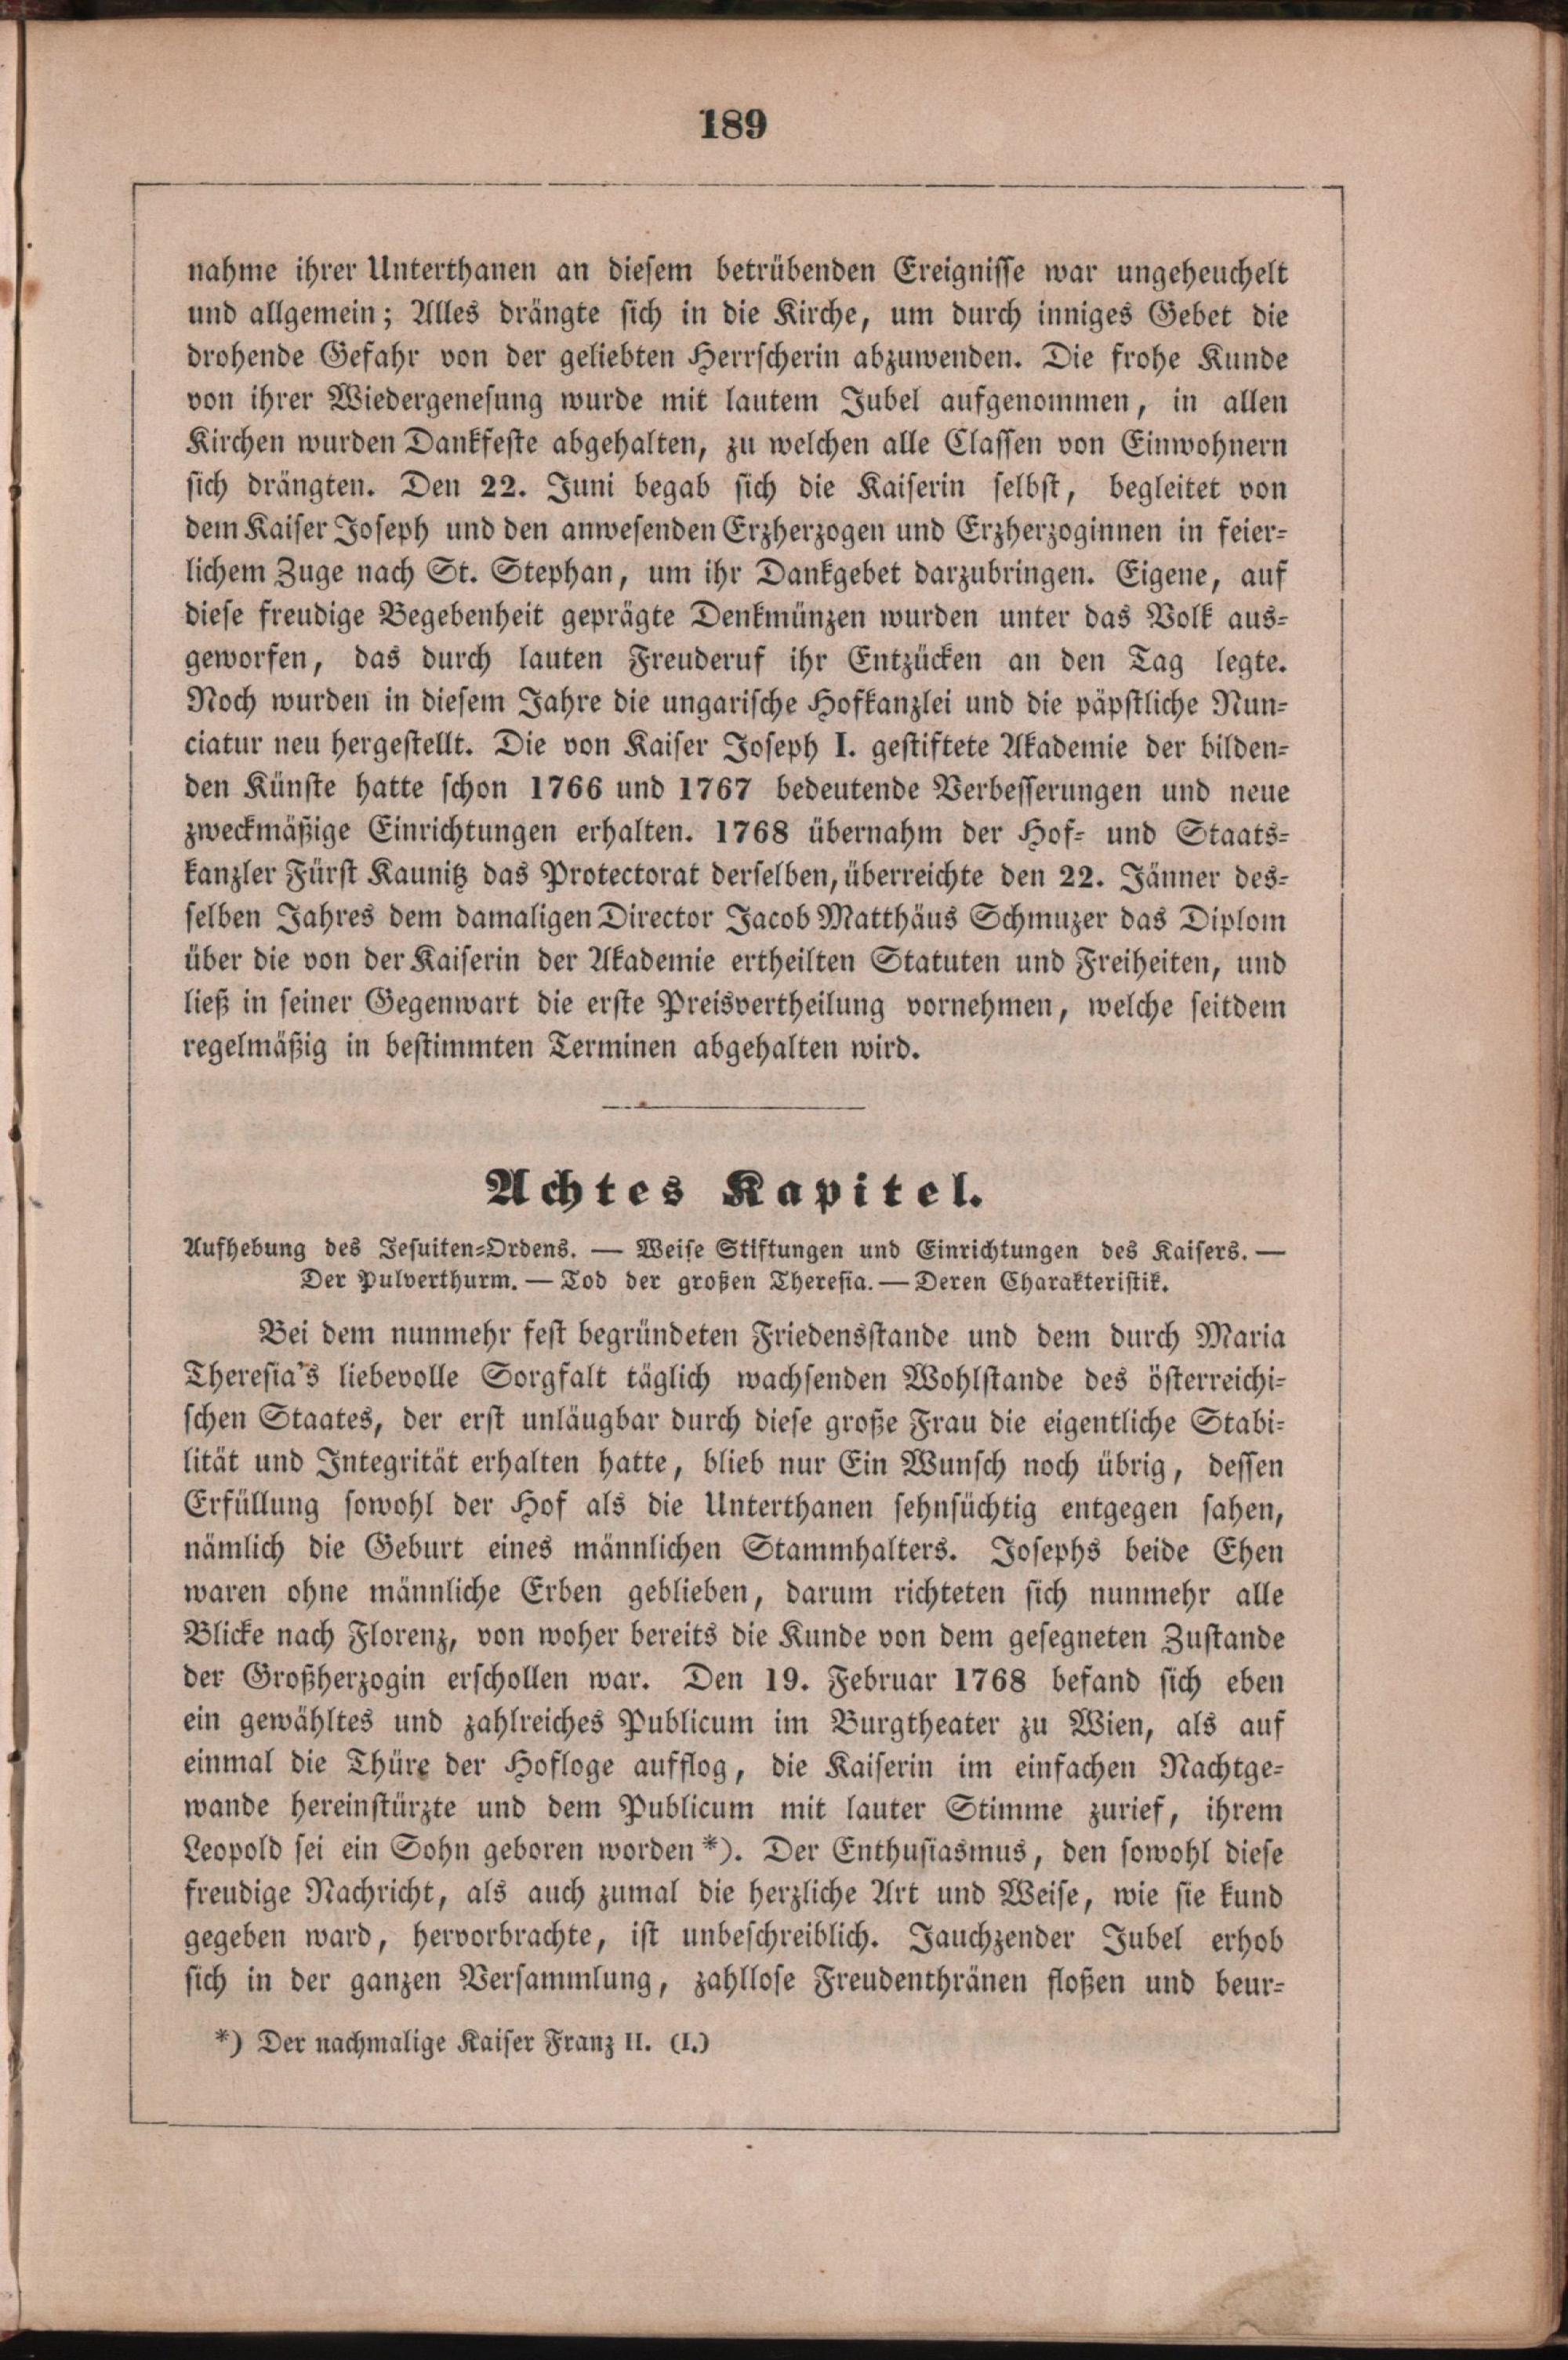 189
nahme ihrer Unterthanen an diesem betrübenden Ereignisse war ungeheuchelt
und allgemein; Alles drängte sich in die Kirche, um durch inniges Gebet die
drohende Gefahr von der geliebten Herrscherin abzuwenden. Die frohe Kunde
von ihrer Wiedergenesung wurde mit lautem Jubel aufgenommen, in allen
Kirchen wurden Dankfeste abgehalten, zu welchen alle Classen von Einwohnern
sich drängten. Den 22. Juni begab sich die Kaiserin selbst, begleitet von
dem Kaiser Joseph und den anwesenden Erzherzogen und Erzherzoginnen in feier-
lichem Zuge nach St. Stephan, um ihr Dankgebet darzubringen. Eigene, auf
diese freudige Begebenheit geprägte Denkmünzen wurden unter das Volk aus-
geworfen, das durch lauten Freuderuf ihr Entzücken an den Tag legte.
Noch wurden in diesem Jahre die ungarische Hofkanzlei und die päpstliche Nun-
ciatur neu hergestellt. Die von Kaiser Joseph I. gestiftete Akademie der bilden-
den Künste hatte schon 1766 und 1767 bedeutende Verbesserungen und neue
zweckmäßige Einrichtungen erhalten. 1768 übernahm der Hof- und Staats-
kanzler Fürst Kaunitz das Protectorat derselben, überreichte den 22. Jänner des-
selben Jahres dem damaligen Director Jacob Matthäus Schmuzer das Diplom
über die von der Kaiserin der Akademie ertheilten Statuten und Freiheiten, und
ließ in seiner Gegenwart die erste Preisvertheilung vornehmen, welche seitdem
regelmäßig in bestimmten Terminen abgehalten wird.
Achtes Kapitel.
Aufhebung des Jesuiten-Ordens. — Weise Stiftungen und Einrichtungen des Kaisers. —
Der Pulverthurm. — Tod der großen Theresia. — Deren Charakteristik.
Bei dem nunmehr fest begründeten Friedensstande und dem durch Maria
Theresia's liebevolle Sorgfalt täglich wachsenden Wohlstande des österreichi-
schen Staates, der erst unläugbar durch diese große Frau die eigentliche Stabi-
lität und Integrität erhalten hatte, blieb nur Ein Wunsch noch übrig, dessen
Erfüllung sowohl der Hof als die Unterthanen sehnsüchtig entgegen sahen,
nämlich die Geburt eines männlichen Stammhalters. Josephs beide Ehen
waren ohne männliche Erben geblieben, darum richteten sich nunmehr alle
Blicke nach Florenz, von woher bereits die Kunde von dem gesegneten Zustande
der Großherzogin erschollen war. Den 19. Februar 1768 befand sich eben
ein gewähltes und zahlreiches Publicum im Burgtheater zu Wien, als auf
einmal die Thüre der Hofloge aufflog, die Kaiserin im einfachen Nachtge-
wande hereinstürzte und dem Publicum mit lauter Stimme zurief, ihrem
Leopold sei ein Sohn geboren worden *). Der Enthusiasmus, den sowohl diese
freudige Nachricht, als auch zumal die herzliche Art und Weise, wie sie kund
gegeben ward, hervorbrachte, ist unbeschreiblich. Jauchzender Jubel erhob
sich in der ganzen Versammlung, zahllose Freudenthränen floßen und beur-
*) Der nachmalige Kaiser Franz II. (I.)